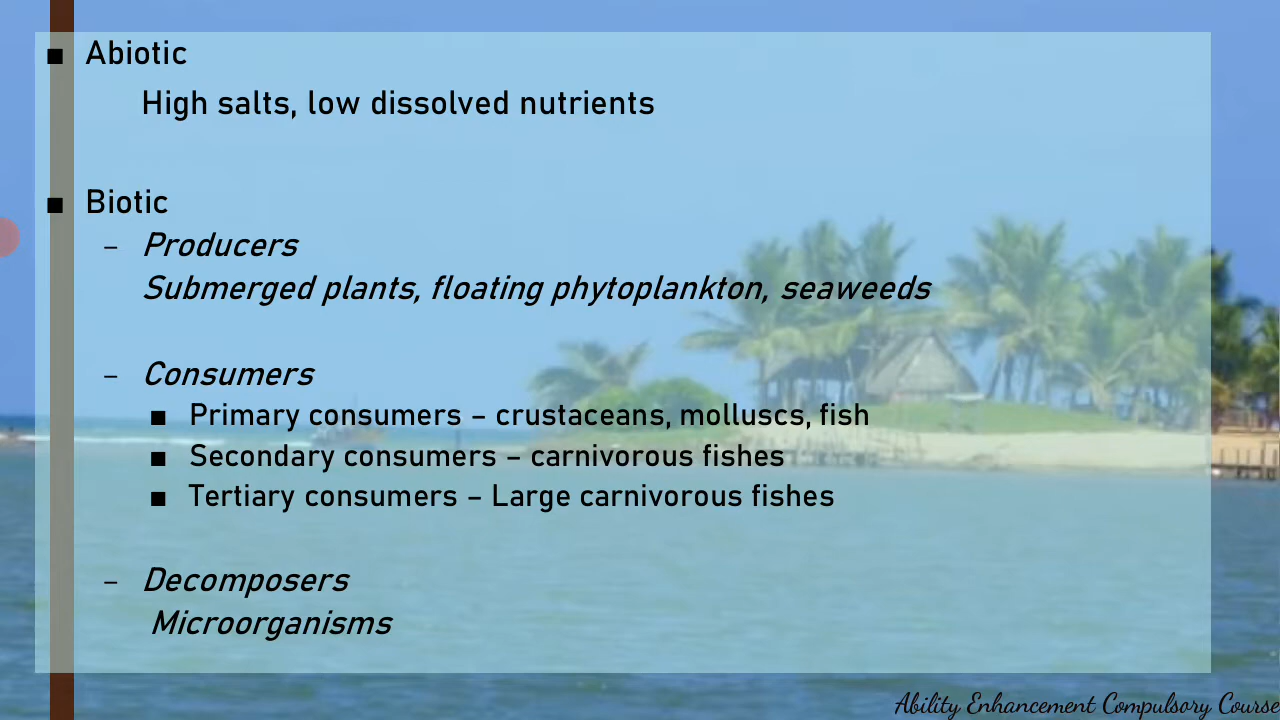 ■ Abiotic
High salts, low dissolved nutrients
■ Biotic
– Producers
Submerged plants, floating phytoplankton, seaweeds
– Consumers
■ Primary consumers – crustaceans, molluscs, fish
■ Secondary consumers – carnivorous fishes
■ Tertiary consumers – Large carnivorous fishes
– Decomposers
Microorganisms
Ability Enhancement Compulsory Course